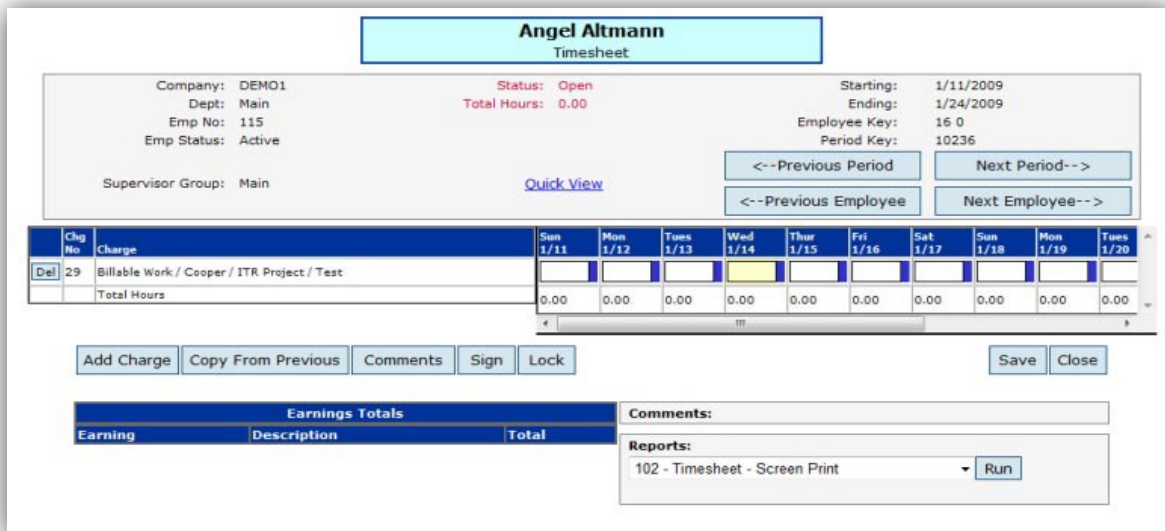 Angel Altmann
Timesheet
Company: DEMO1 Status: Open Starting: 1/11/2009
Dept: Main Total Hours: 0.00 Ending: 1/24/2009
Emp No: 115 Employee Key: 16 0
Emp Status: Active Period Key: 10236
<--Previous Period Next Period-->
Supervisor Group: Main Quick View
<--Previous Employee Next Employee-->
Chg No Charge Sun 1/11 Mon 1/12 Tues 1/13 Wed 1/14 Thur 1/15 Fri 1/16 Sat 1/17 Sun 1/18 Mon 1/19 Tues 1/20
Del 29 Billable Work / Cooper / ITR Project / Test
Total Hours 0.00 0.00 0.00 0.00 0.00 0.00 0.00 0.00 0.00 0.00
Add Charge Copy From Previous Comments Sign Lock Save Close
Earnings Totals Comments:
Earning Description Total
Reports:
102 - Timesheet - Screen Print Run